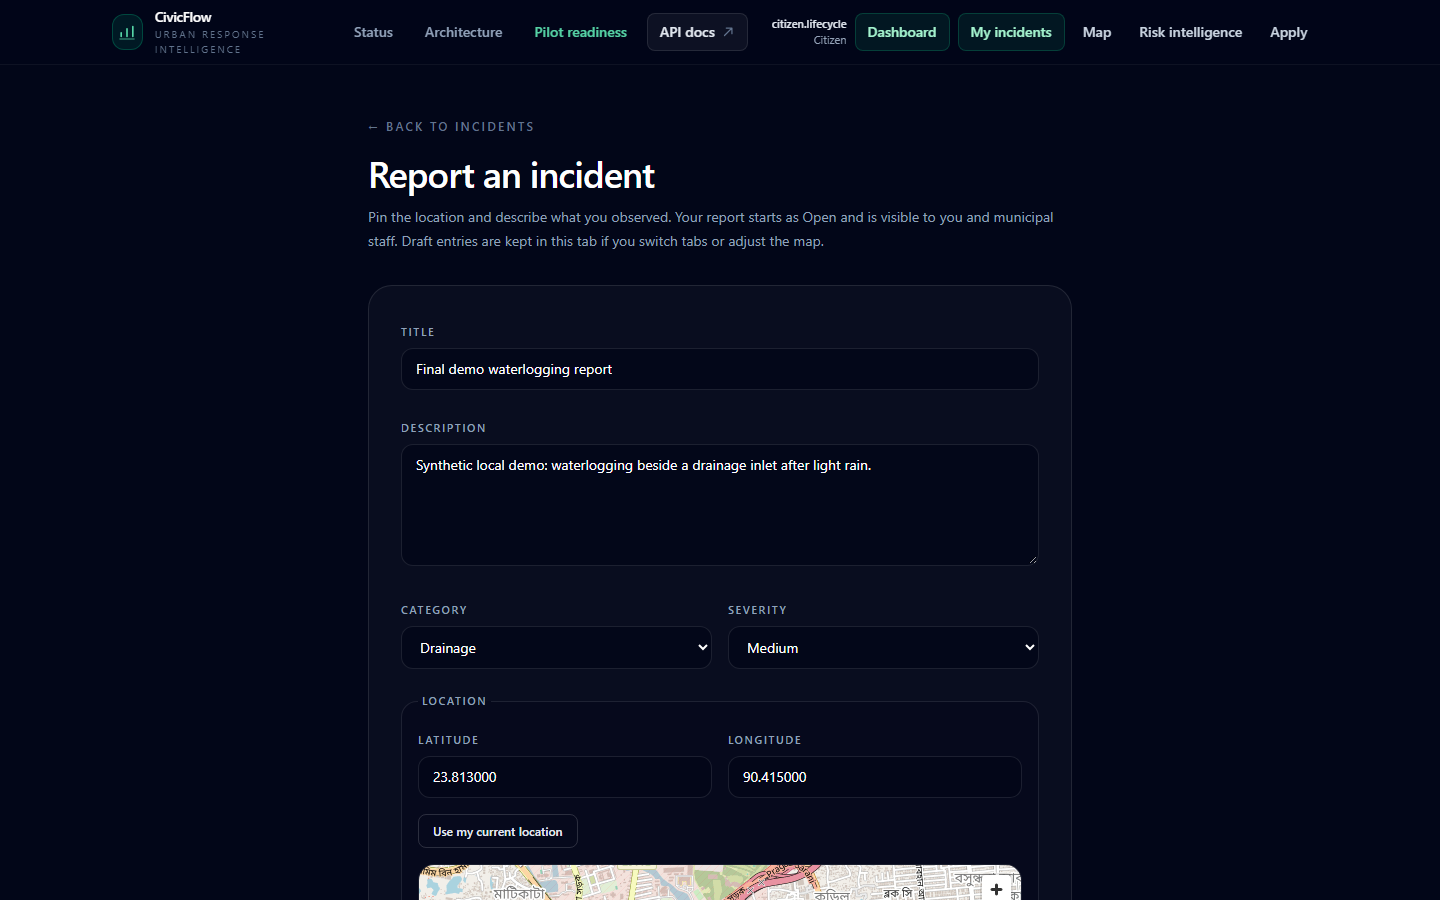 CivicFlow
URBAN RESPONSE
INTELLIGENCE
Status
Architecture
Pilot readiness
API docs ↗
citizen.lifecycle
Citizen
Dashboard
My incidents
Map
Risk intelligence
Apply
← BACK TO INCIDENTS
Report an incident
Pin the location and describe what you observed. Your report starts as Open and is visible to you and municipal
staff. Draft entries are kept in this tab if you switch tabs or adjust the map.
TITLE
Final demo waterlogging report
DESCRIPTION
Synthetic local demo: waterlogging beside a drainage inlet after light rain.
CATEGORY
SEVERITY
Drainage
Medium
LOCATION
LATITUDE
LONGITUDE
23.813000
90.415000
Use my current location
মাটিকাটা
কুড়িল
ব্লক সি
+